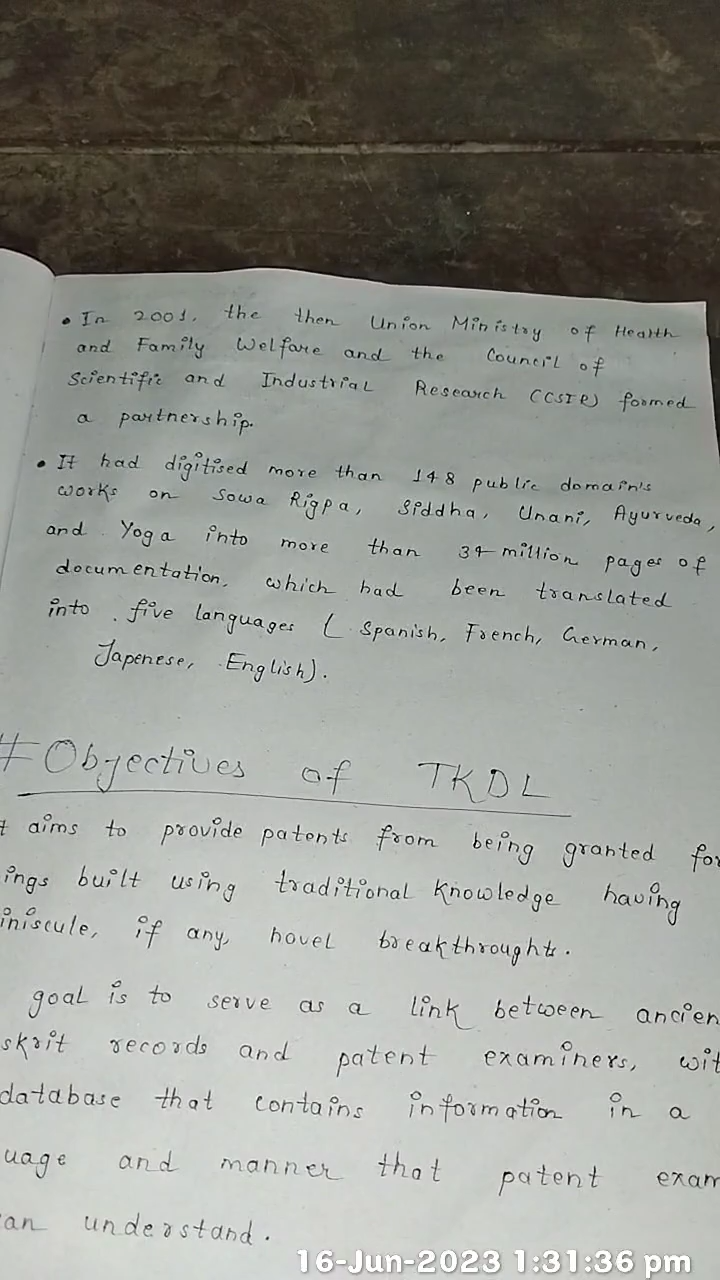 • In 2001, the then Union Ministry of Health
and Family Welfare and the Council of
Scientific and Industrial Research (CSIR) formed
a partnership.
• It had digitised more than 148 public domain's
works on Sowa Rigpa, Siddha, Unani, Ayurveda,
and Yoga into more than 34 million pages of
documentation, which had been translated
into five languages ( Spanish, French, German,
Japenese, English).
# Objectives of TKDL
t aims to provide patents from being granted for
ings built using traditional knowledge having
iniscule, if any, novel breakthroughts.
goal is to serve as a link between ancien
skrit records and patent examiners, wit
database that contains information in a
uage and manner that patent exam
an understand.
16-Jun-2023 1:31:36 pm